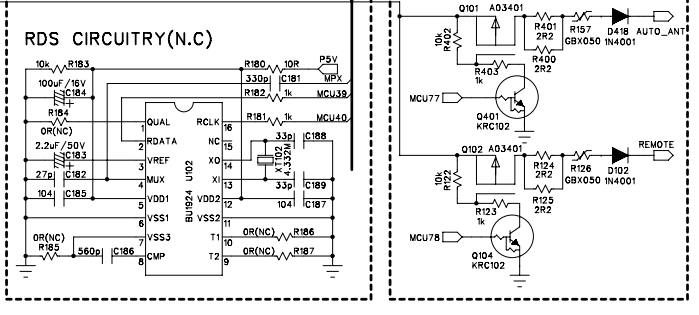 RDS CIRCUITRY(N.C)
10k R183
100uF/16V
C184
R184
0R(NC)
2.2uF/50V
C183
27p C182
104 C185
0R(NC)
R185
560p C186
QUAL
1
RDATA
2
VREF
3
MUX
4
VDD1
5
VSS1
6
VSS3
7
CMP
8
U102
BU1924
RCLK
16
NC
15
XO
14
XI
13
VDD2
12
VSS2
11
T1
10
T2
9
R180 10R P5V
330p C181 MPX
R182 1k MCU39
R181 1k MCU40
33p C188
XT102
4.332M
33p C189
104 C187
0R(NC) R186
0R(NC) R187
Q101 AO3401
R402
10k
R401
2R2
R400
2R2
R157
GBX050
D418
1N4001
AUTO_ANT
R403
1k
MCU77
Q401
KRC102
Q102 AO3401
R122
10k
R124
2R2
R125
2R2
R126
GBX050
D102
1N4001
REMOTE
R123
1k
MCU78
Q104
KRC102